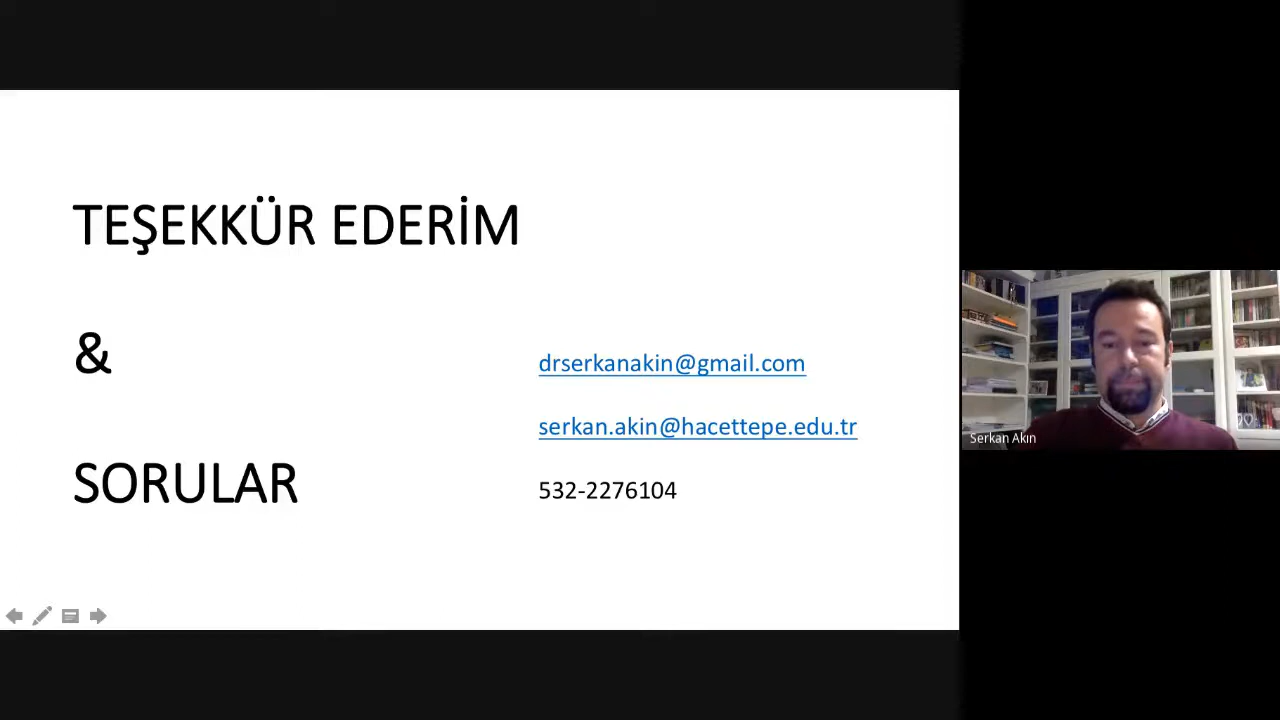 TEŞEKKÜR EDERİM
&
SORULAR
drserkanakin@gmail.com
serkan.akin@hacettepe.edu.tr
532-2276104
Serkan Akın